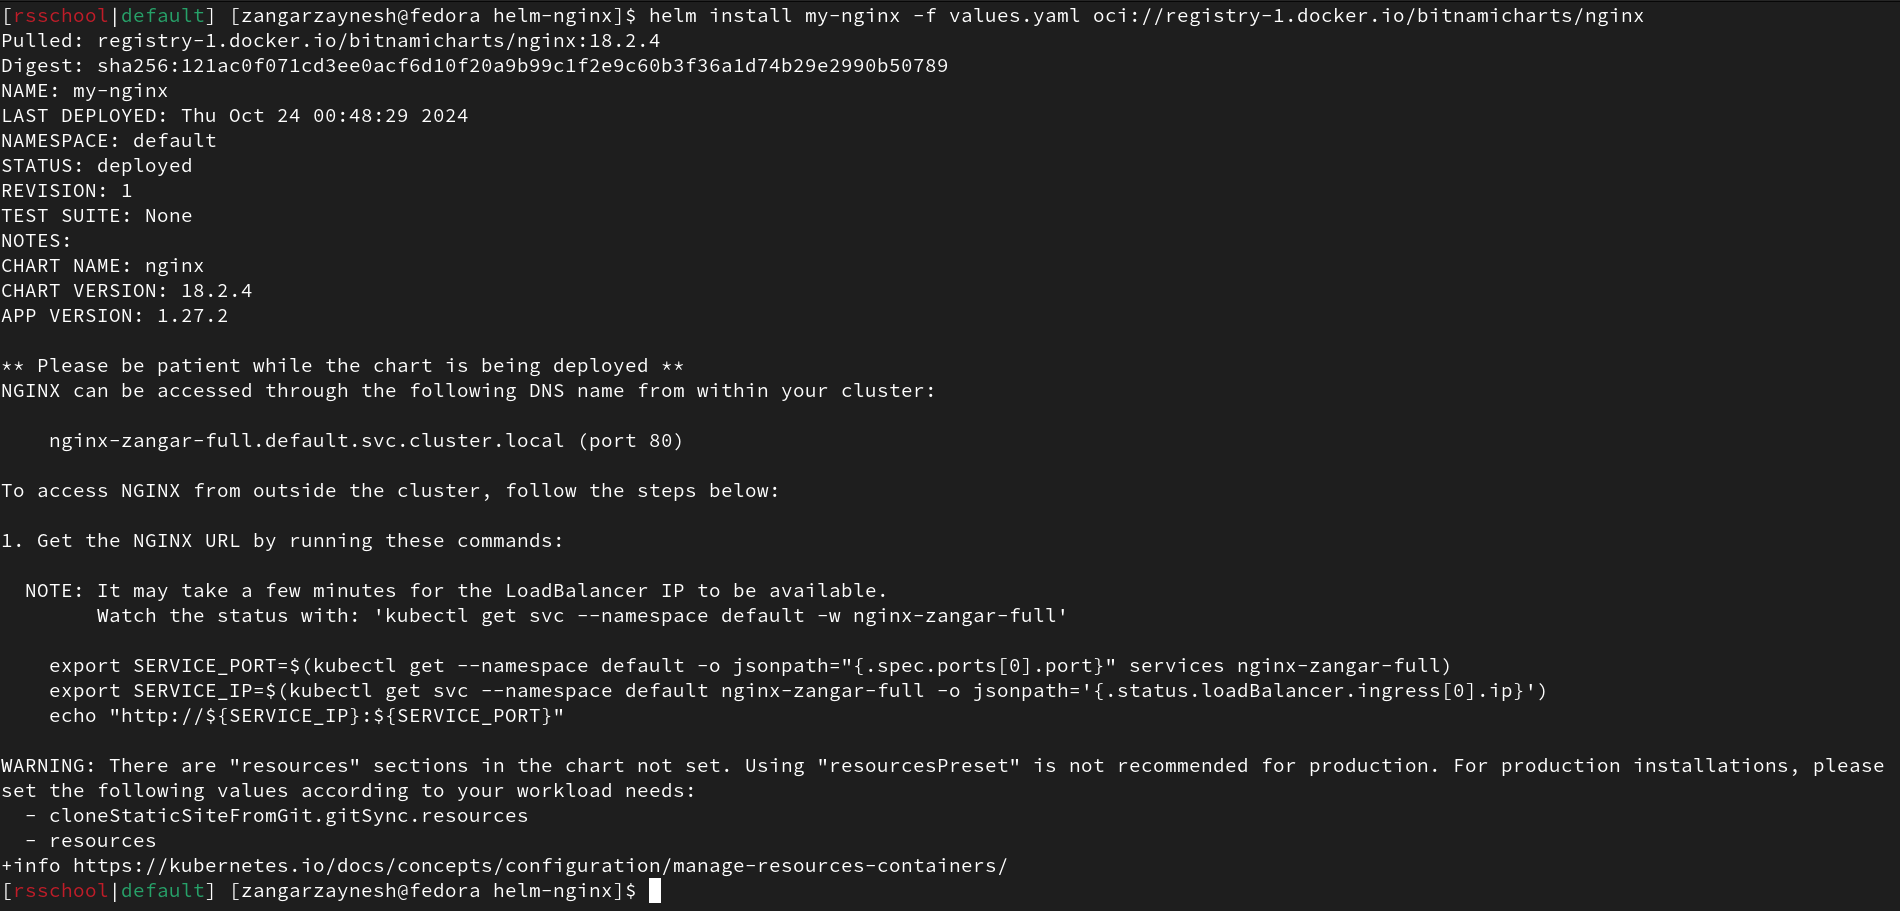 [rsschool|default] [zangarzaynesh@fedora helm-nginx]$ helm install my-nginx -f values.yaml oci://registry-1.docker.io/bitnamicharts/nginx
Pulled: registry-1.docker.io/bitnamicharts/nginx:18.2.4
Digest: sha256:121ac0f071cd3ee0acf6d10f20a9b99c1f2e9c60b3f36a1d74b29e2990b50789
NAME: my-nginx
LAST DEPLOYED: Thu Oct 24 00:48:29 2024
NAMESPACE: default
STATUS: deployed
REVISION: 1
TEST SUITE: None
NOTES:
CHART NAME: nginx
CHART VERSION: 18.2.4
APP VERSION: 1.27.2
** Please be patient while the chart is being deployed **
NGINX can be accessed through the following DNS name from within your cluster:
nginx-zangar-full.default.svc.cluster.local (port 80)
To access NGINX from outside the cluster, follow the steps below:
1. Get the NGINX URL by running these commands:
NOTE: It may take a few minutes for the LoadBalancer IP to be available.
Watch the status with: 'kubectl get svc --namespace default -w nginx-zangar-full'
export SERVICE_PORT=$(kubectl get --namespace default -o jsonpath="{.spec.ports[0].port}" services nginx-zangar-full)
export SERVICE_IP=$(kubectl get svc --namespace default nginx-zangar-full -o jsonpath='{.status.loadBalancer.ingress[0].ip}')
echo "http://${SERVICE_IP}:${SERVICE_PORT}"
WARNING: There are "resources" sections in the chart not set. Using "resourcesPreset" is not recommended for production. For production installations, please
set the following values according to your workload needs:
- cloneStaticSiteFromGit.gitSync.resources
- resources
+info https://kubernetes.io/docs/concepts/configuration/manage-resources-containers/
[rsschool|default] [zangarzaynesh@fedora helm-nginx]$